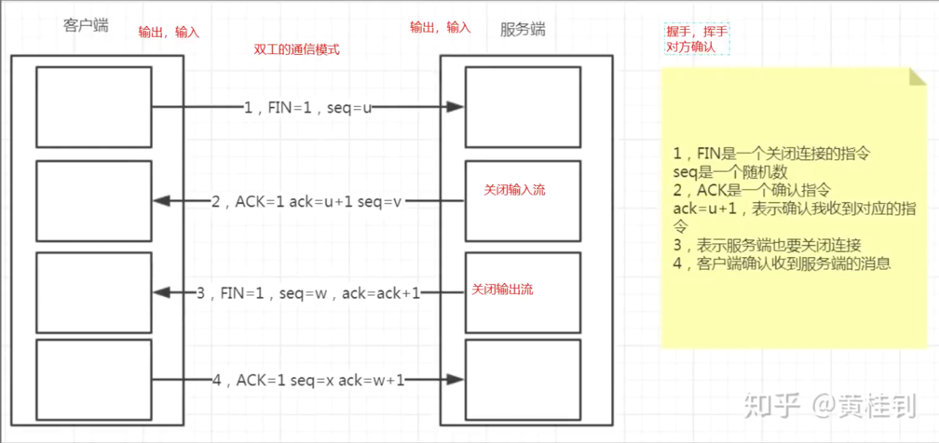 客户端
输出，输入
双工的通信模式
输出，输入
服务端
握手，挥手
对方确认
1，FIN=1，seq=u
2，ACK=1 ack=u+1 seq=v
关闭输入流
3，FIN=1，seq=w，ack=ack+1
关闭输出流
4，ACK=1 seq=x ack=w+1
1，FIN是一个关闭连接的指令
seq是一个随机数
2，ACK是一个确认指令
ack=u+1，表示确认我收到对应的指
令
3，表示服务端也要关闭连接
4，客户端确认收到服务端的消息
知乎 @黄桂钊